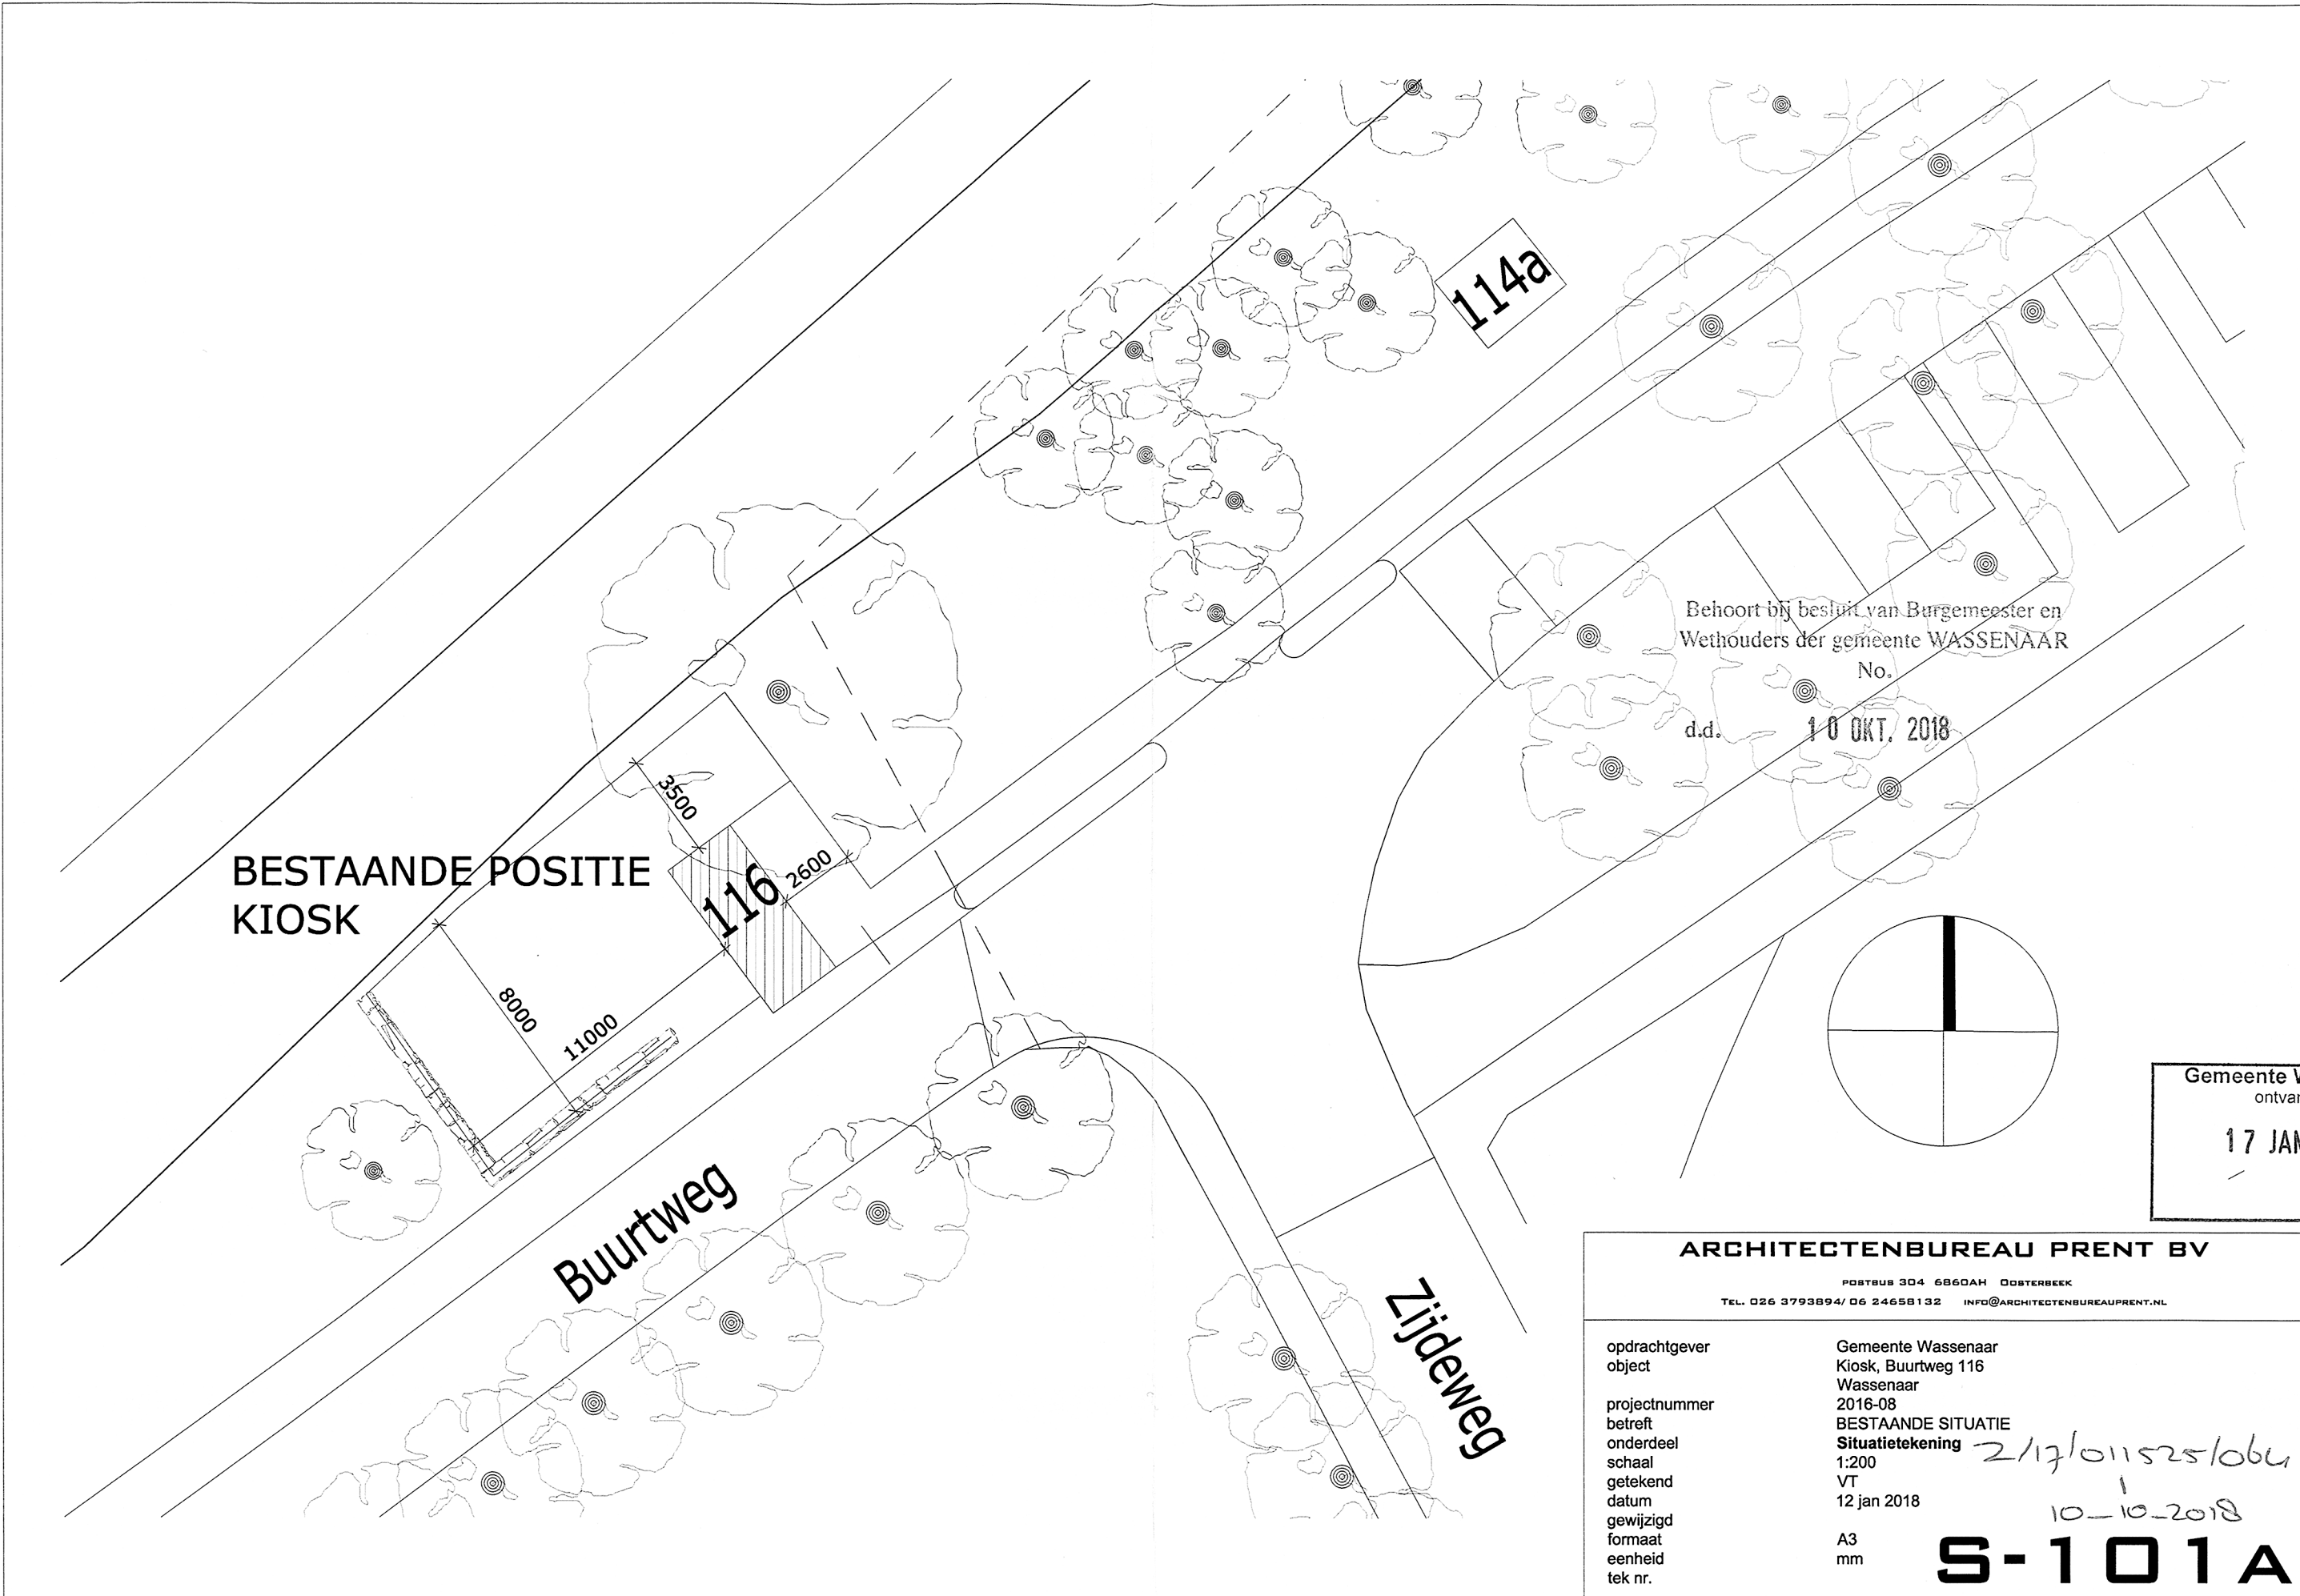 114a
Behoort bij besluit van Burgemeester en
Wethouders der gemeente WASSENAAR
No.
d.d. 10 OKT. 2018
3500
BESTAANDE POSITIE
KIOSK
116
2600
8000
11000
Buurtweg
Zijdeweg
Gemeente
17 JAN
ARCHITECTENBUREAU PRENT BV
POSTBUS 304 6860AH OOSTERBEEK
TEL. 026 3793894/ 06 24658132 INFO@ARCHITECTENBUREAUPRENT.NL
opdrachtgever Gemeente Wassenaar
object Kiosk, Buurtweg 116
Wassenaar
projectnummer 2016-08
betreft BESTAANDE SITUATIE
onderdeel Situatietekening
schaal 1:200
getekend VT
datum 12 jan 2018
gewijzigd
formaat A3
eenheid mm
tek nr. S-101A
Z/17/011525/064
10-10-2018